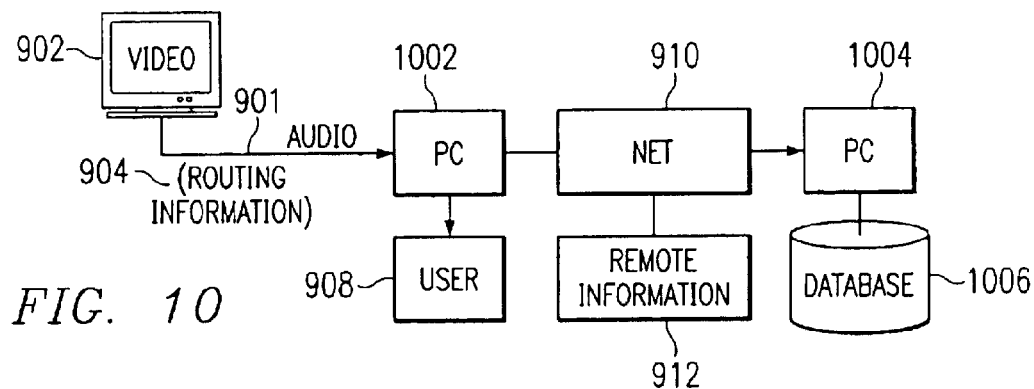 902
VIDEO
901
AUDIO
904
(ROUTING
INFORMATION)
1002
PC
908
USER
910
NET
REMOTE
INFORMATION
912
1004
PC
DATABASE
1006
FIG. 10